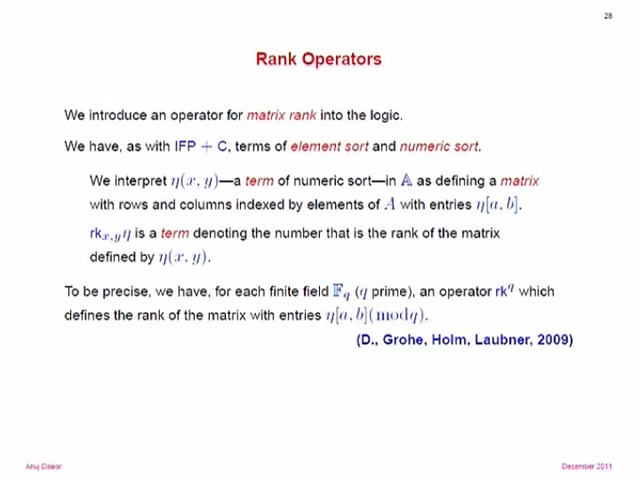 28
Rank Operators
We introduce an operator for matrix rank into the logic.
We have, as with IFP + C, terms of element sort and numeric sort.
We interpret η(x, y)—a term of numeric sort—in 𝔸 as defining a matrix
with rows and columns indexed by elements of A with entries η[a, b].
rkₓ,ᵧη is a term denoting the number that is the rank of the matrix
defined by η(x, y).
To be precise, we have, for each finite field 𝔽q (q prime), an operator rk^q which
defines the rank of the matrix with entries η[a, b](modq).
(D., Grohe, Holm, Laubner, 2009)
Anuj Dawar
December 2011